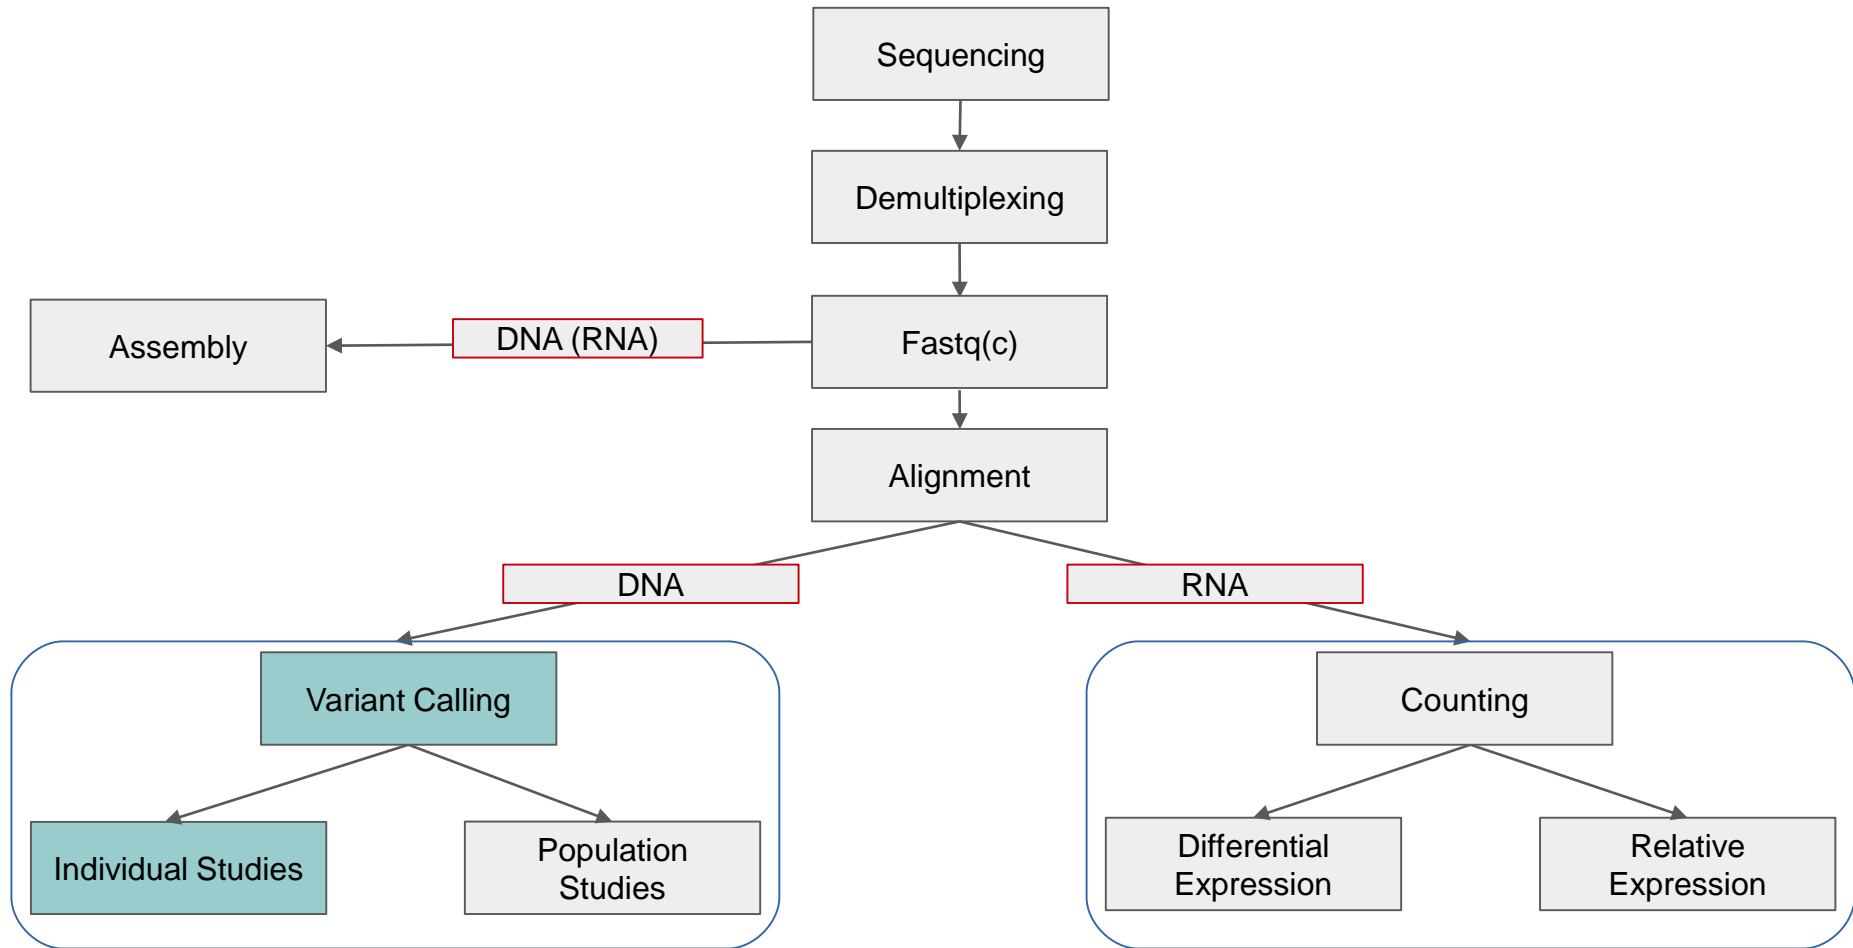 Sequencing
Demultiplexing
Assembly
DNA (RNA)
Fastq(c)
Alignment
DNA
RNA
Variant Calling
Counting
Individual Studies
Population
Studies
Differential
Expression
Relative
Expression